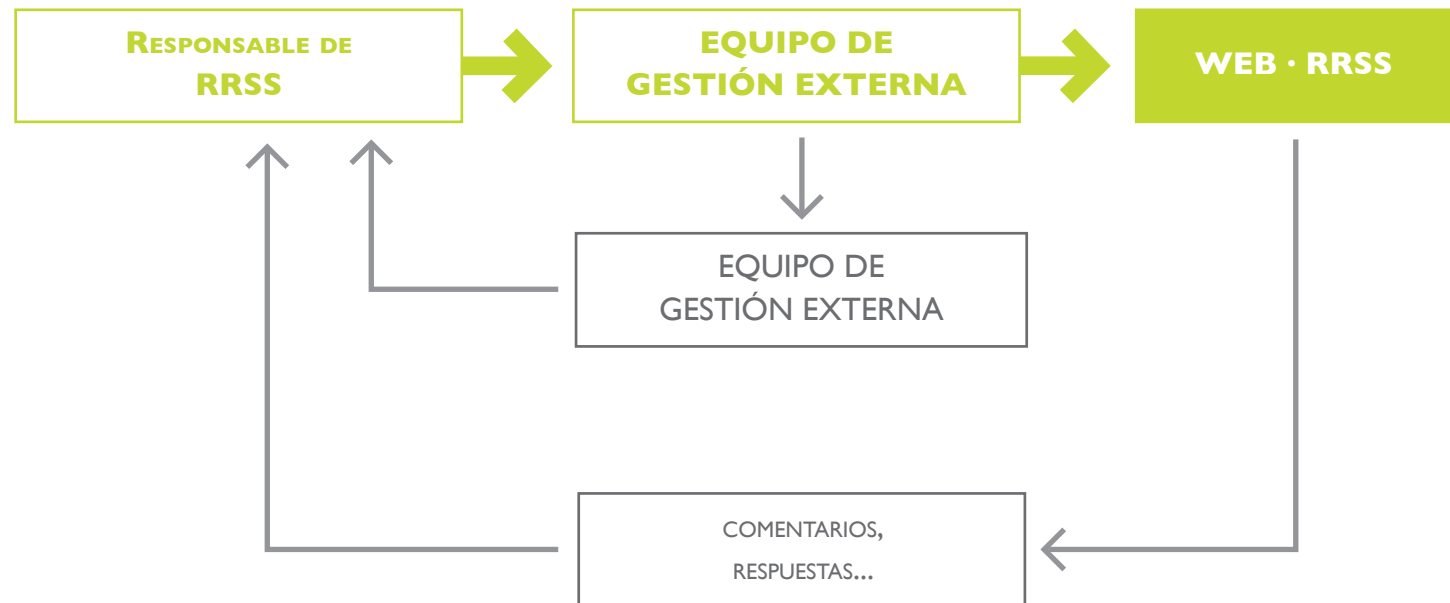 Responsable de
RRSS
EQUIPO DE
GESTIÓN EXTERNA
WEB · RRSS
EQUIPO DE
GESTIÓN EXTERNA
COMENTARIOS,
RESPUESTAS...